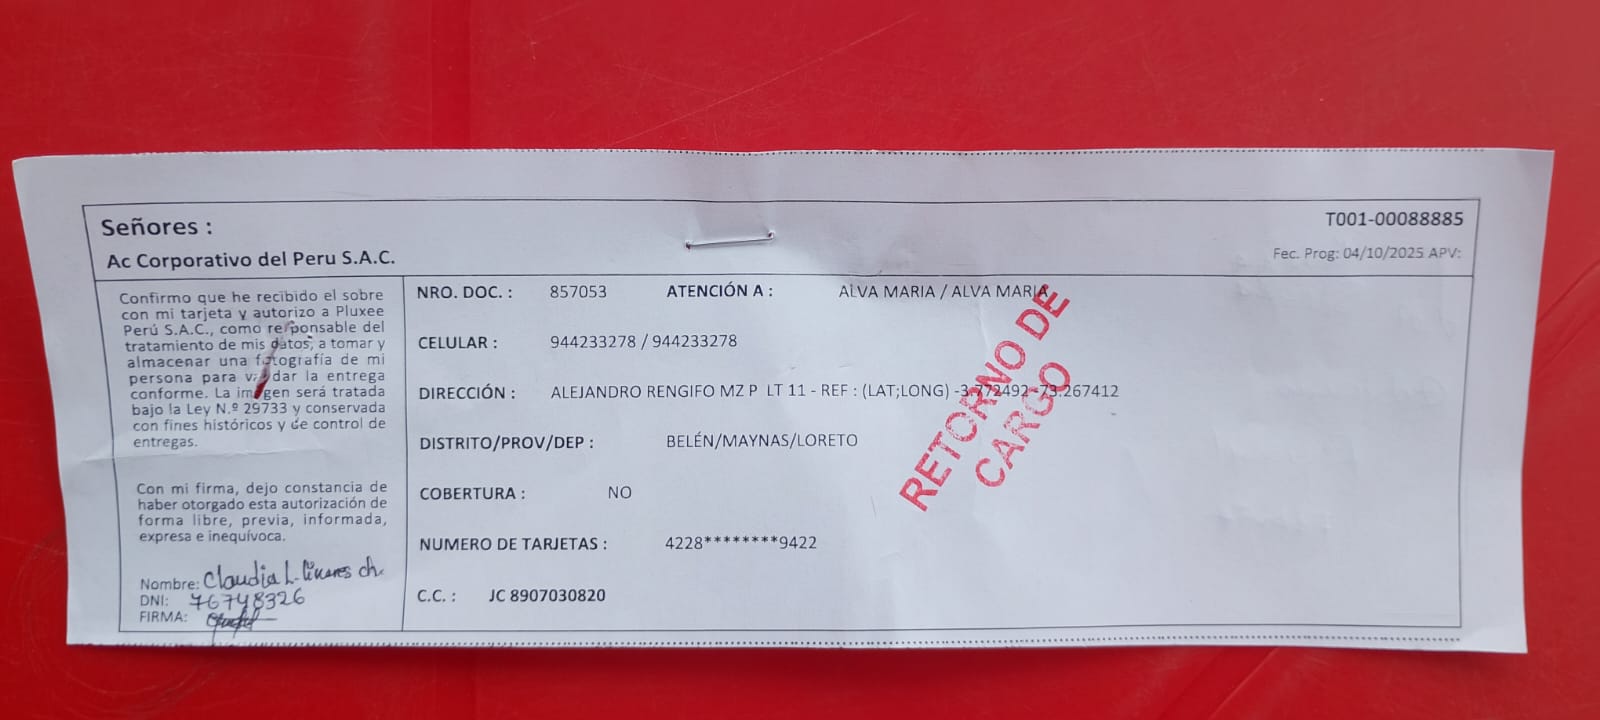 Señores :
T001-00088885
Ac Corporativo del Peru S.A.C.
Fec. Prog: 04/10/2025 APV:
Confirmo que he recibido el sobre
con mi tarjeta y autorizo a Pluxee
Perú S.A.C., como responsable del
tratamiento de mis datos, a tomar y
almacenar una fotografía de mi
persona para validar la entrega
conforme. La imagen será tratada
bajo la Ley N.º 29733 y conservada
con fines históricos y de control de
entregas.
Con mi firma, dejo constancia de
haber otorgado esta autorización de
forma libre, previa, informada,
expresa e inequívoca.
Nombre: Claudia L. Linares Ch.
DNI: 76748326
FIRMA:
NRO. DOC. : 857053 ATENCIÓN A : ALVA MARIA / ALVA MARIA
CELULAR : 944233278 / 944233278
DIRECCIÓN : ALEJANDRO RENGIFO MZ P LT 11 - REF : (LAT;LONG) -3.772492 -73.267412
DISTRITO/PROV/DEP : BELÉN/MAYNAS/LORETO
COBERTURA : NO
NUMERO DE TARJETAS : 4228********9422
C.C. : JC 8907030820
RETORNO DE
CARGO